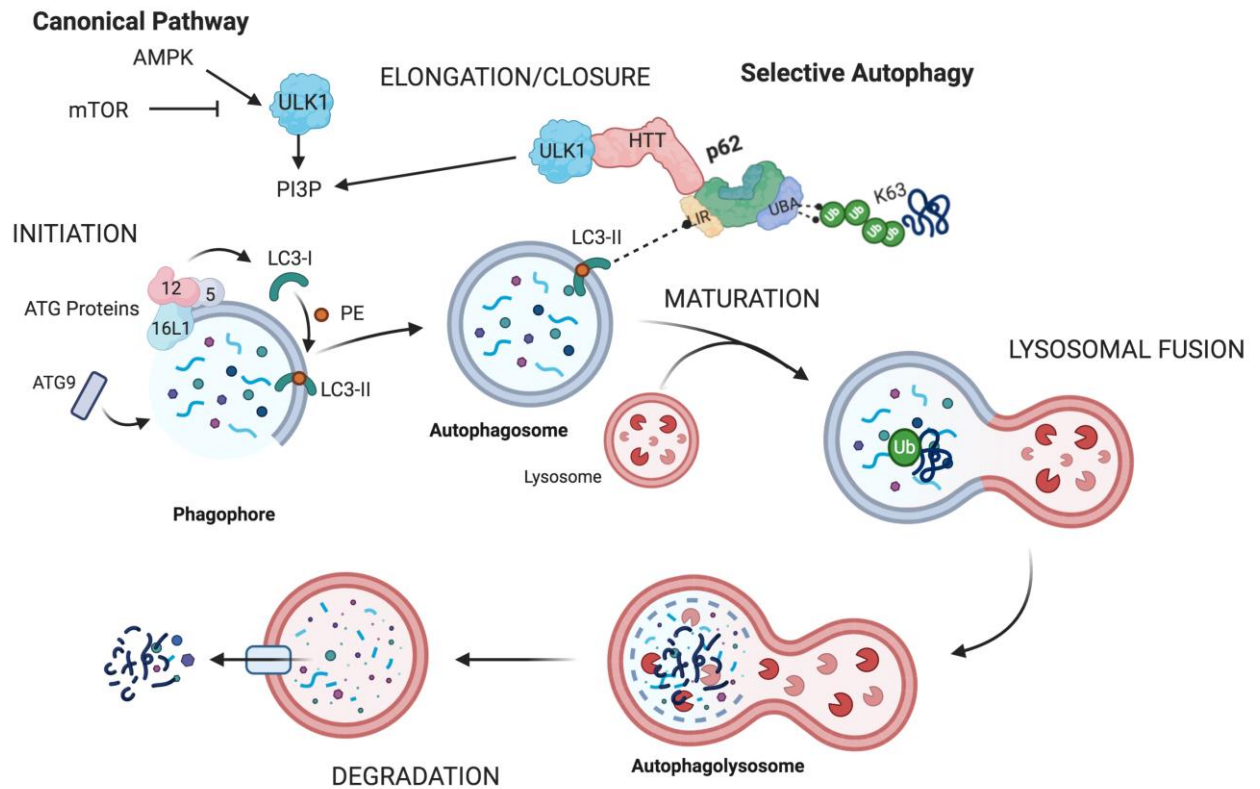 Canonical Pathway
AMPK
mTOR
ULK1
PI3P
ELONGATION/CLOSURE
Selective Autophagy
ULK1
HTT
p62
LIR
UBA
K63
Ub
Ub
Ub
Ub
INITIATION
ATG Proteins
12
5
16L1
ATG9
LC3-I
PE
LC3-II
Phagophore
LC3-II
Autophagosome
MATURATION
Lysosome
LYSOSOMAL FUSION
Ub
Autophagolysosome
DEGRADATION